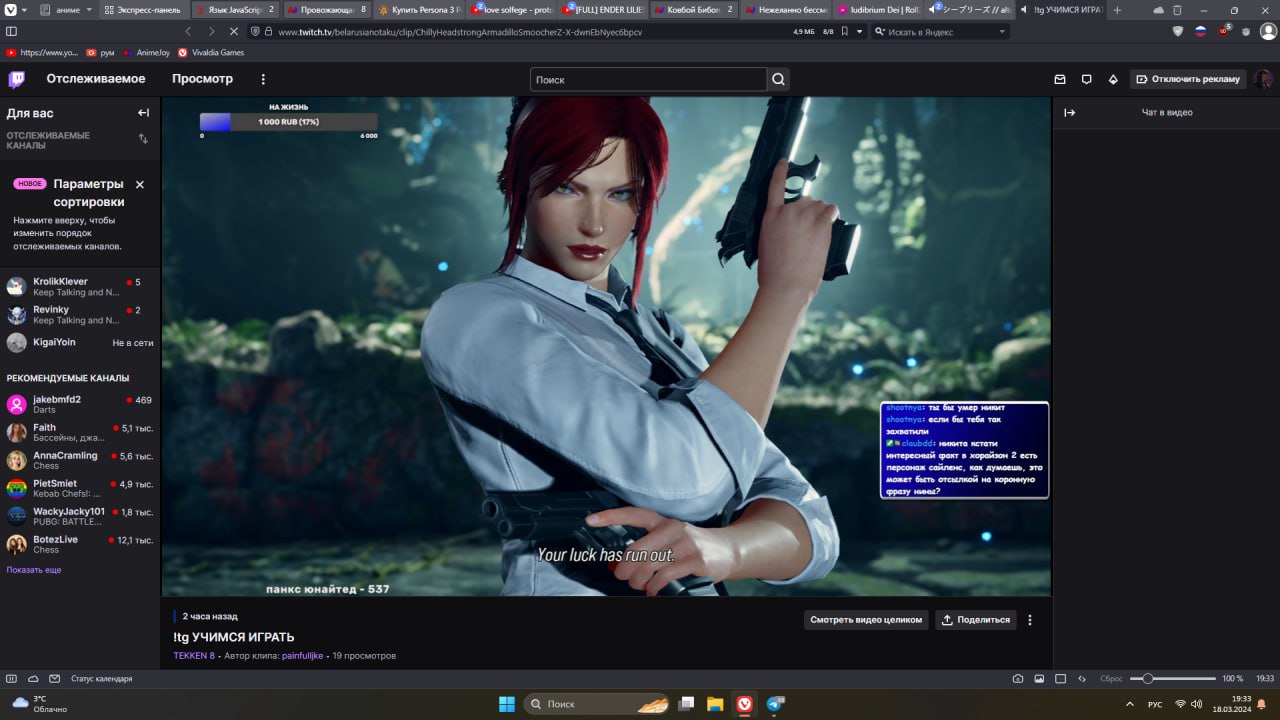 аниме
Экспресс-панель
Язык JavaScript
2
Провожающа
8
Купить Persona 3 R
love solfege - proto
2
[FULL] ENDER LILIES
2
Ковбой Бибоп
2
Нежеланно бессм
ludibrium Dei | Roll.
シープリーズ // alta
2
!tg УЧИМСЯ ИГРАТЬ
www.twitch.tv/belarusianotaku/clip/ChillyHeadstrongArmadilloSmoocherZ-X-dwnEbNyec6bpcv
4,9 МБ
8/8
Искать в Яндекс
5
https://www.yo...
руи
AnimeJoy
Vivaldia Games
Отслеживаемое
Просмотр
Поиск
Отключить рекламу
Для вас
ОТСЛЕЖИВАЕМЫЕ
КАНАЛЫ
НОВОЕ
Параметры
сортировки
Нажмите вверху, чтобы
изменить порядок
отслеживаемых каналов.
KrolikKlever
5
Keep Talking and N...
Revinky
2
Keep Talking and N...
KigaiYoin
Не в сети
РЕКОМЕНДУЕМЫЕ КАНАЛЫ
jakebmfd2
469
Darts
Faith
5,1 тыс.
Бассейны, джа...
AnnaCramling
5,6 тыс.
Chess
PietSmiet
4,9 тыс.
Kebab Chefs!: ...
WackyJacky101
1,8 тыс.
PUBG: BATTLE...
BotezLive
12,1 тыс.
Chess
Показать еще
НА ЖИЗНЬ
1 000 RUB (17%)
0
6 000
shootnya: ты бы умер никит
shootnya: если бы тебя так
захватили
claubdd: никита кстати
интересный факт в хорайзон 2 есть
персонаж сайленс, как думаешь, это
может быть отсылкой на коронную
фразу нины?
Your luck has run out.
панкс юнайтед - 537
Чат в видео
2 часа назад
!tg УЧИМСЯ ИГРАТЬ
TEKKEN 8 • Автор клипа: painfulljke • 19 просмотров
Смотреть видео целиком
Поделиться
Статус календаря
Сброс
100 %
19:33
3°C
Облачно
Поиск
РУС
19:33
18.03.2024